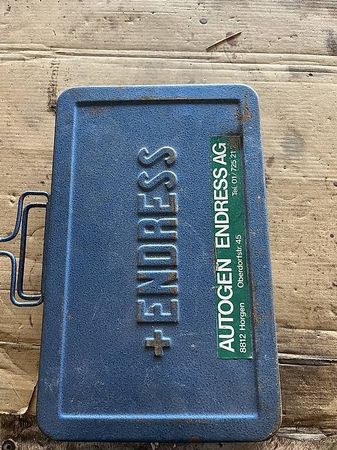 +ENDRESS
AUTOGEN ENDRESS AG
8812 Horgen Oberdorfstr. 45 Tel. 01/725 21